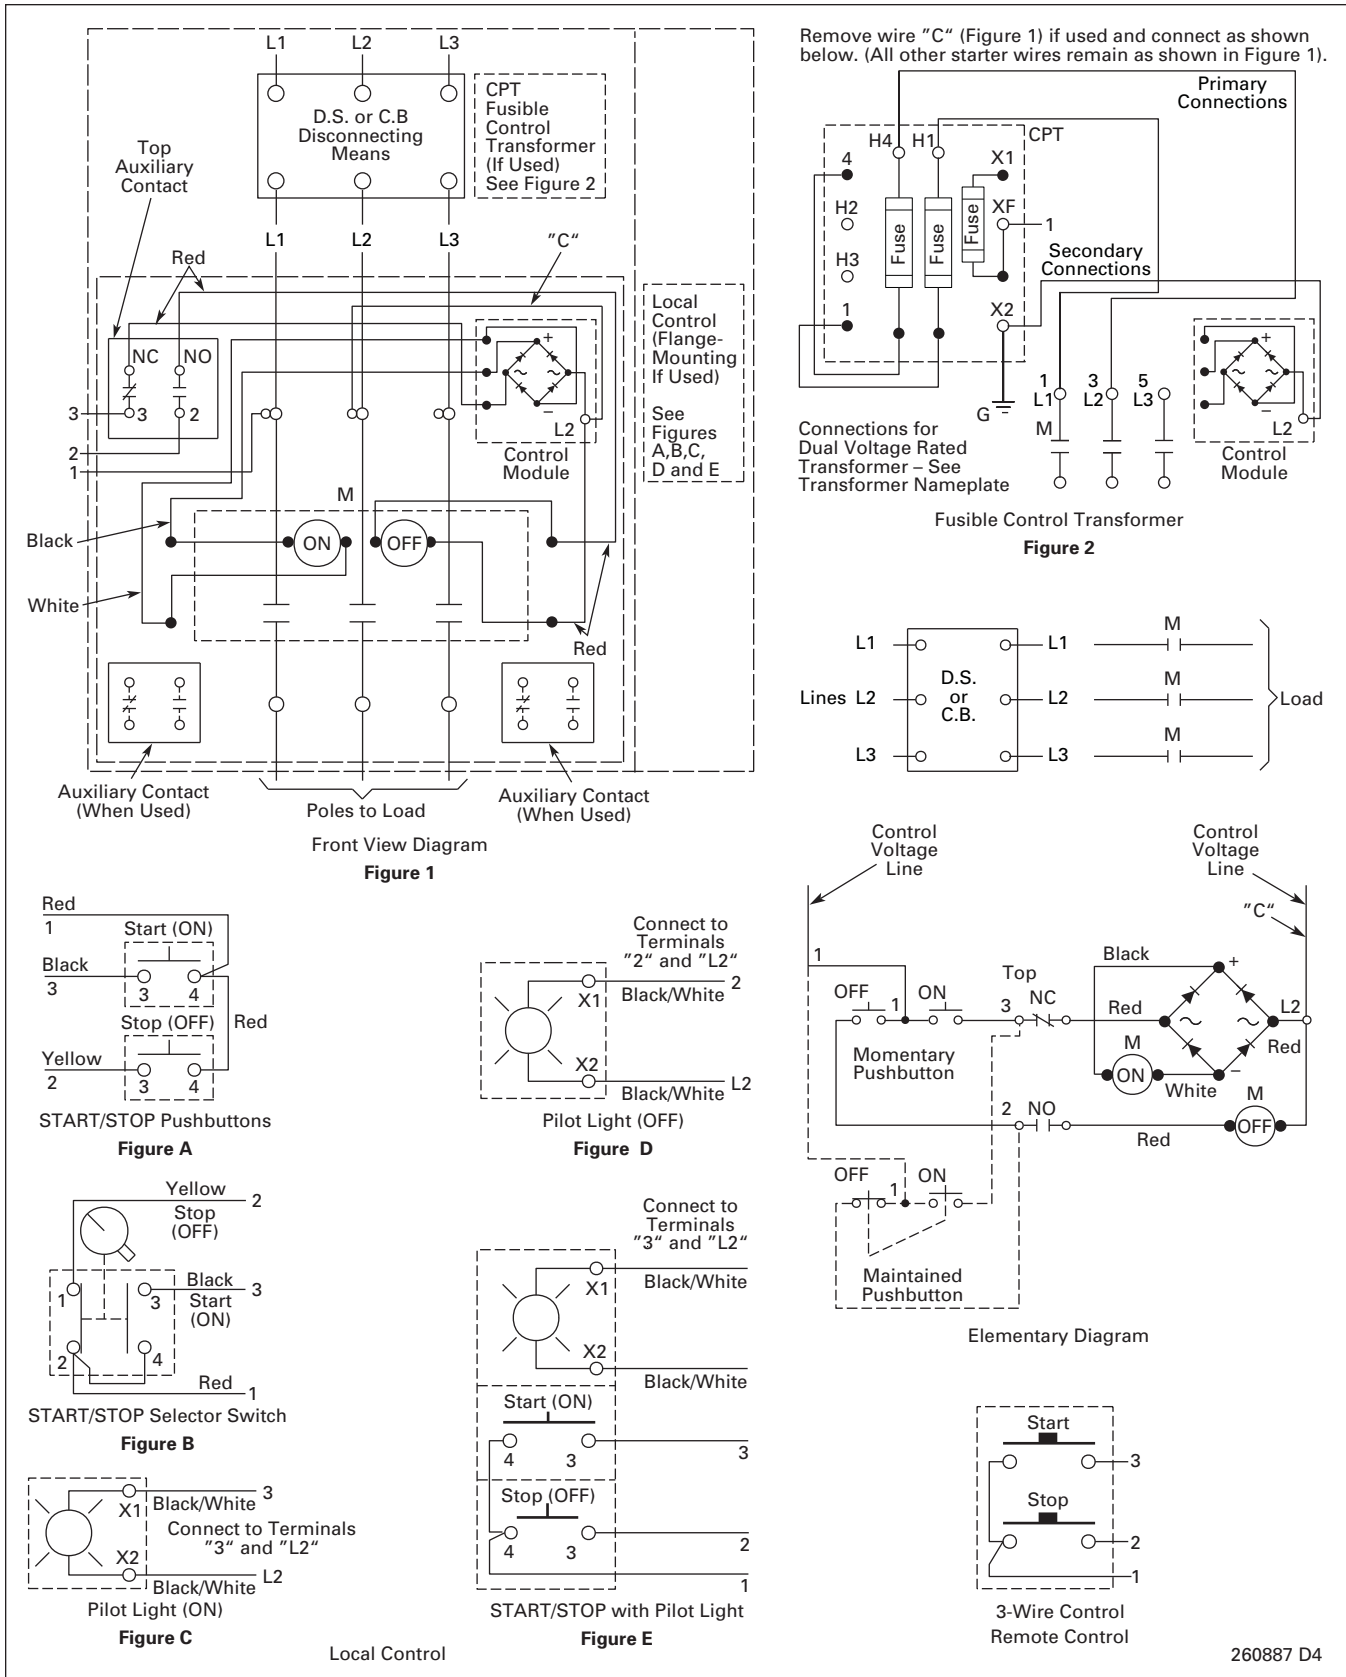 L1 L2 L3
D.S. or C.B
Disconnecting
Means
CPT
Fusible
Control
Transformer
(If Used)
See Figure 2
Top
Auxiliary
Contact
L1 L2 L3 "C"
Red
NC NO
3 3 2
2
1
+
~ ~
–
L2
Control
Module
Local
Control
(Flange-
Mounting
If Used)
See
Figures
A,B,C,
D and E
M
Black
ON OFF
White
Red
Auxiliary Contact
(When Used)
Poles to Load
Auxiliary Contact
(When Used)
Front View Diagram
Figure 1
Remove wire "C" (Figure 1) if used and connect as shown
below. (All other starter wires remain as shown in Figure 1).
Primary
Connections
CPT
H4 H1
4 X1
H2 XF 1
H3
Fuse Fuse Fuse
Secondary
Connections
1 X2
G
1 3 5
L1 L2 L3
M
+
~ ~
–
L2
Control
Module
Connections for
Dual Voltage Rated
Transformer – See
Transformer Nameplate
Fusible Control Transformer
Figure 2
L1 L1 M
D.S.
or
C.B.
Lines L2 L2 M
Load
L3 L3 M
Control
Voltage
Line
Control
Voltage
Line
"C"
1
OFF 1 ON
Momentary
Pushbutton
Top
3 NC
Black
Red
+
~ ~
–
L2
Red
M
ON
White
M
2 NO
Red
OFF
OFF 1 ON
Maintained
Pushbutton
Elementary Diagram
Red
1
Start (ON)
Black
3
3 4
Stop (OFF)
Red
Yellow
2
3 4
START/STOP Pushbuttons
Figure A
Yellow
2
Stop
(OFF)
1 3
Black
3
Start
(ON)
2 4
Red
1
START/STOP Selector Switch
Figure B
X1
3
Black/White
Connect to Terminals
"3" and "L2"
X2
L2
Black/White
Pilot Light (ON)
Figure C
Connect to
Terminals
"2" and "L2"
X1
2
Black/White
X2
L2
Black/White
Pilot Light (OFF)
Figure D
Connect to
Terminals
"3" and "L2"
X1
Black/White
X2
Black/White
Start (ON)
4 3
3
Stop (OFF)
4 3
2
1
START/STOP with Pilot Light
Figure E
Start
3
Stop
2
1
3-Wire Control
Remote Control
Local Control
260887 D4